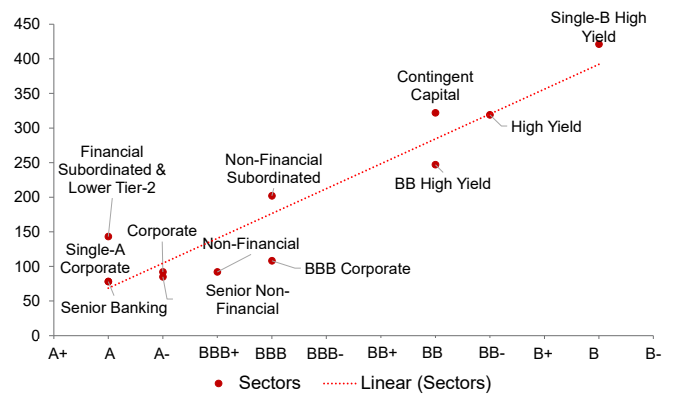 450
400
350
300
250
200
150
100
50
0
Single-B High
Yield
Contingent
Capital
High Yield
BB High Yield
Financial
Subordinated &
Lower Tier-2
Non-Financial
Subordinated
Corporate
Non-Financial
Single-A
Corporate
BBB Corporate
Senior Banking
Senior Non-
Financial
A+ A A- BBB+ BBB BBB- BB+ BB BB- B+ B B-
Sectors Linear (Sectors)